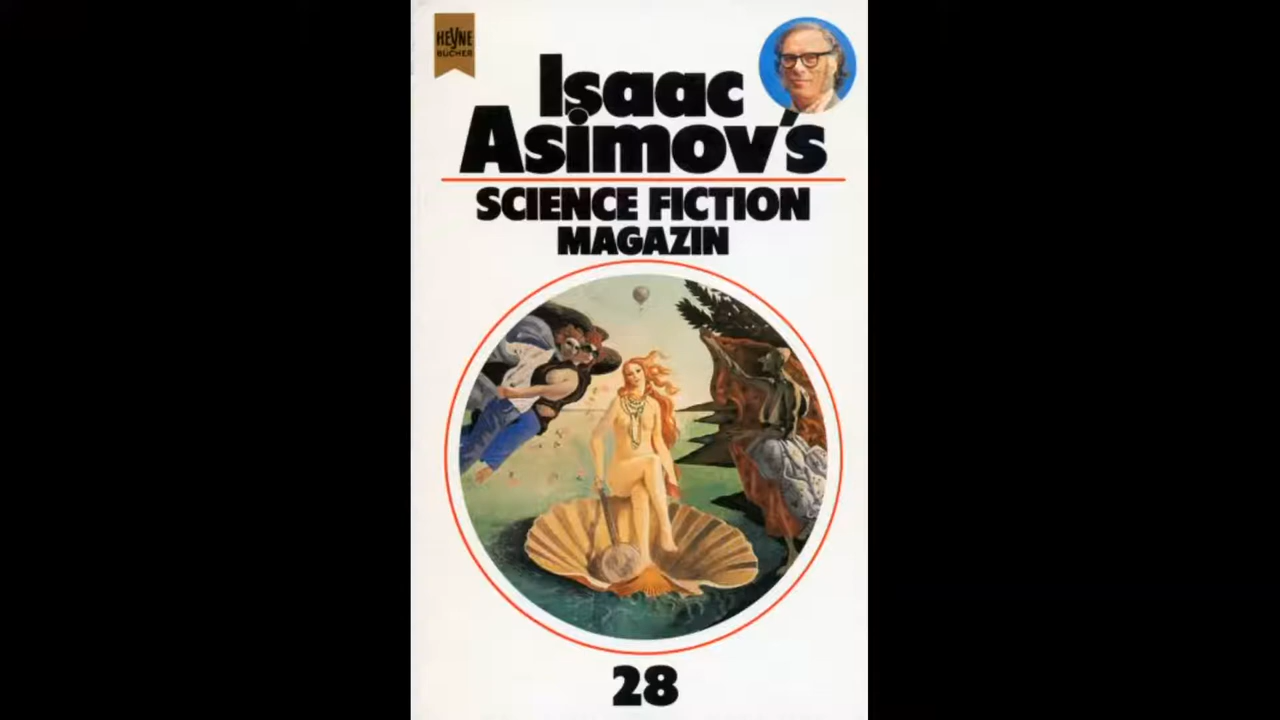 HEYNE
BÜCHER
Isaac
Asimov's
SCIENCE FICTION
MAGAZIN
28